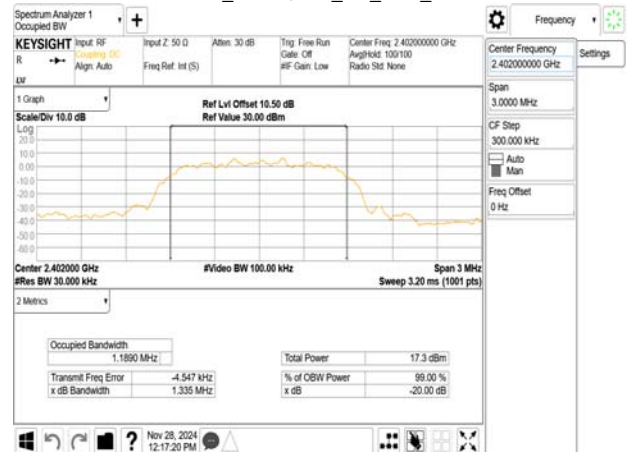 Spectrum Analyzer 1
Occupied BW
Frequency
KEYSIGHT
R
Input: RF
Coupling: DC
Align: Auto
Input Z: 50 Ω
Freq Ref: Int (S)
Atten: 30 dB
Trig: Free Run
Gate: Off
#IF Gain: Low
Center Freq: 2.402000000 GHz
Avg|Hold: 100/100
Radio Std: None
Center Frequency
2.402000000 GHz
Settings
Span
3.0000 MHz
CF Step
300.000 kHz
Auto
Man
Freq Offset
0 Hz
1 Graph
Scale/Div 10.0 dB
Ref Lvl Offset 10.50 dB
Ref Value 30.00 dBm
Log
20.0
10.0
0.00
-10.0
-20.0
-30.0
-40.0
-50.0
-60.0
Center 2.402000 GHz
#Video BW 100.00 kHz
Span 3 MHz
#Res BW 30.000 kHz
Sweep 3.20 ms (1001 pts)
2 Metrics
Occupied Bandwidth
1.1890 MHz
Total Power 17.3 dBm
Transmit Freq Error -4.547 kHz
% of OBW Power 99.00 %
x dB Bandwidth 1.335 MHz
x dB -20.00 dB
?
Nov 28, 2024
12:17:20 PM